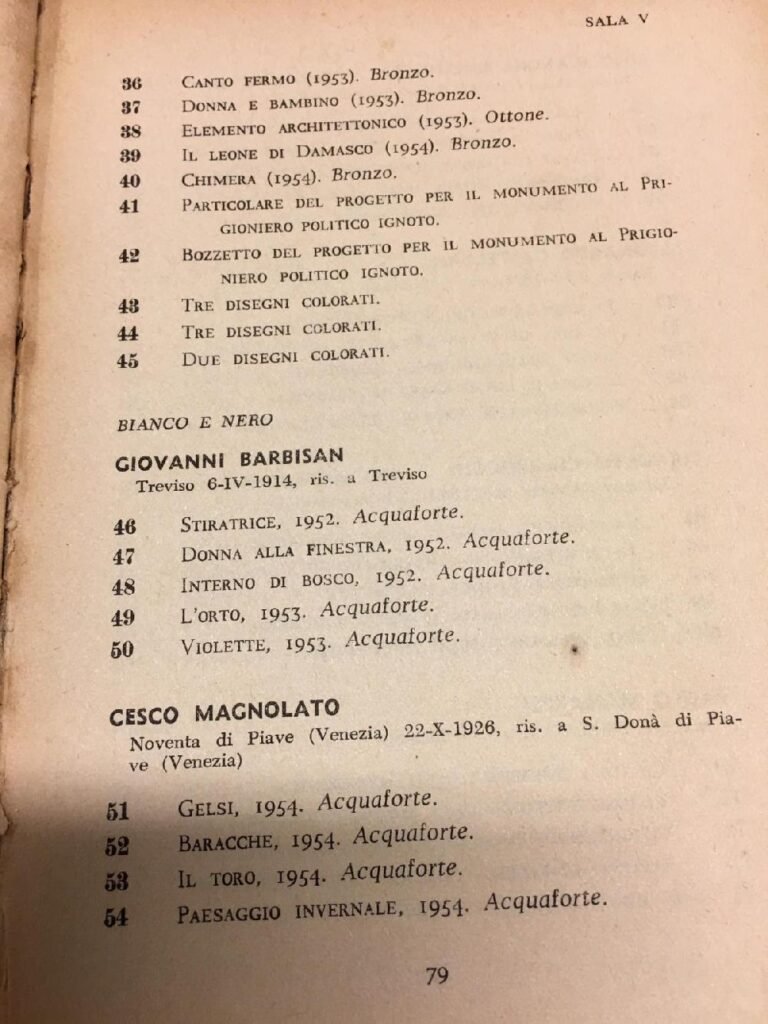 SALA V
36 CANTO FERMO (1953). Bronzo.
37 DONNA E BAMBINO (1953). Bronzo.
38 ELEMENTO ARCHITETTONICO (1953). Ottone.
39 IL LEONE DI DAMASCO (1954). Bronzo.
40 CHIMERA (1954). Bronzo.
41 PARTICOLARE DEL PROGETTO PER IL MONUMENTO AL PRI-
GIONIERO POLITICO IGNOTO.
42 BOZZETTO DEL PROGETTO PER IL MONUMENTO AL PRIGIO-
NIERO POLITICO IGNOTO.
43 TRE DISEGNI COLORATI.
44 TRE DISEGNI COLORATI.
45 DUE DISEGNI COLORATI.
BIANCO E NERO
GIOVANNI BARBISAN
Treviso 6-IV-1914, ris. a Treviso
46 STIRATRICE, 1952. Acquaforte.
47 DONNA ALLA FINESTRA, 1952. Acquaforte.
48 INTERNO DI BOSCO, 1952. Acquaforte.
49 L'ORTO, 1953. Acquaforte.
50 VIOLETTE, 1953. Acquaforte.
CESCO MAGNOLATO
Noventa di Piave (Venezia) 22-X-1926, ris. a S. Donà di Pia-
ve (Venezia)
51 GELSI, 1954. Acquaforte.
52 BARACCHE, 1954. Acquaforte.
53 IL TORO, 1954. Acquaforte.
54 PAESAGGIO INVERNALE, 1954. Acquaforte.
79